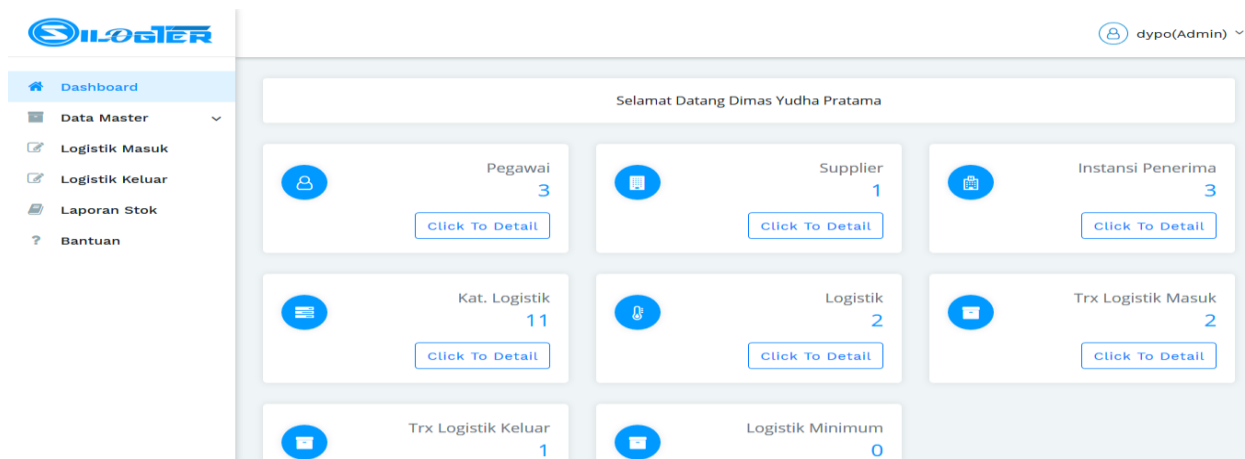 SILOGTER
dypo(Admin)
Dashboard
Data Master
Logistik Masuk
Logistik Keluar
Laporan Stok
? Bantuan
Selamat Datang Dimas Yudha Pratama
Pegawai
3
Click To Detail
Supplier
1
Click To Detail
Instansi Penerima
3
Click To Detail
Kat. Logistik
11
Click To Detail
Logistik
2
Click To Detail
Trx Logistik Masuk
2
Click To Detail
Trx Logistik Keluar
1
Logistik Minimum
0